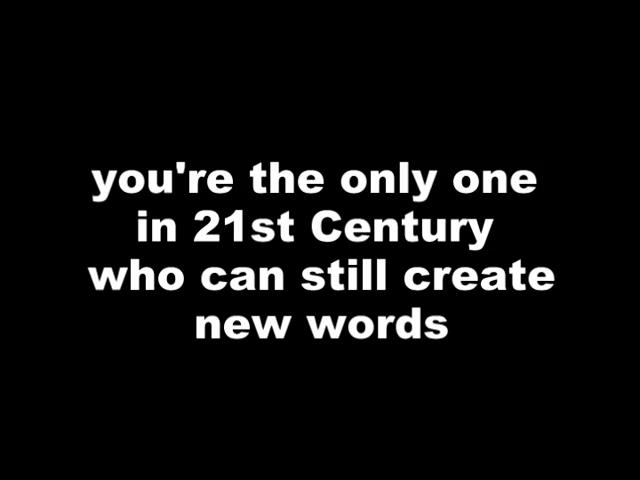 you're the only one
in 21st Century
who can still create
new words